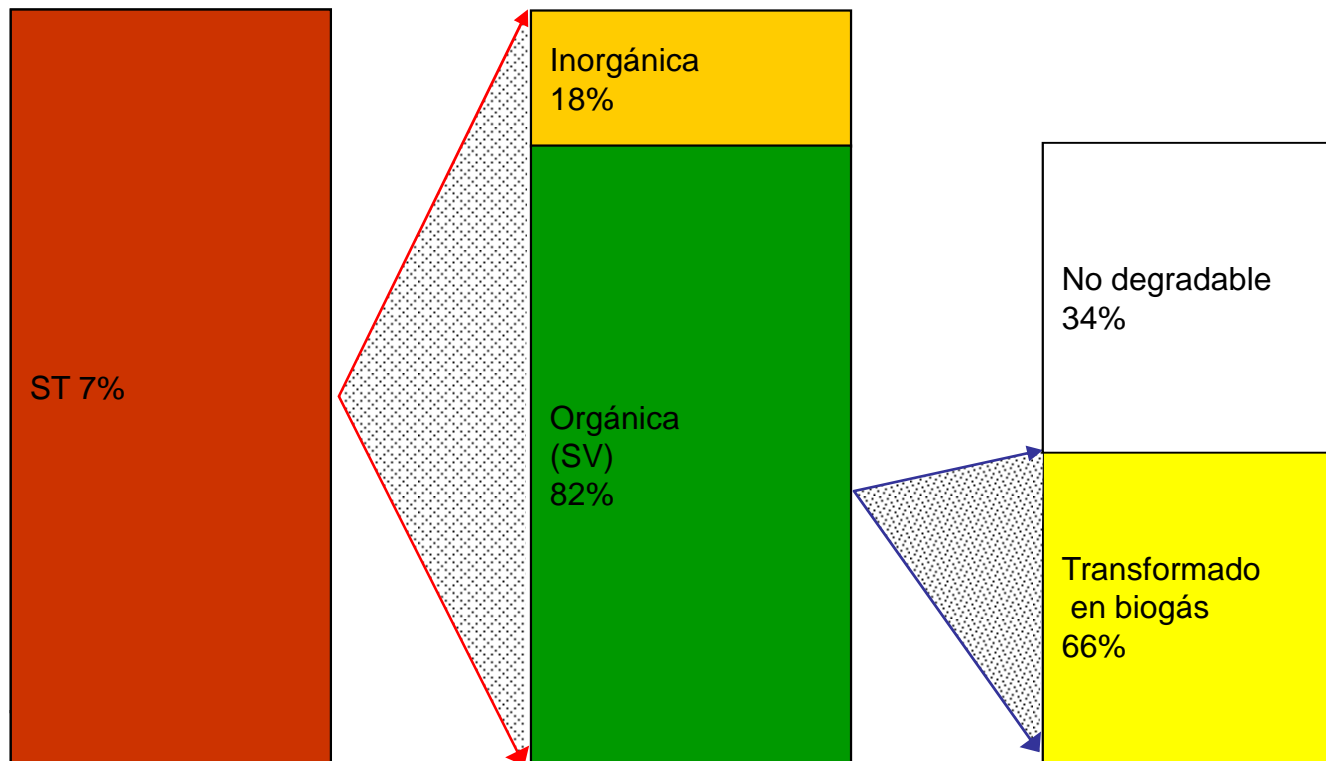 ST 7%
Inorgánica
18%
Orgánica
(SV)
82%
No degradable
34%
Transformado
en biogás
66%